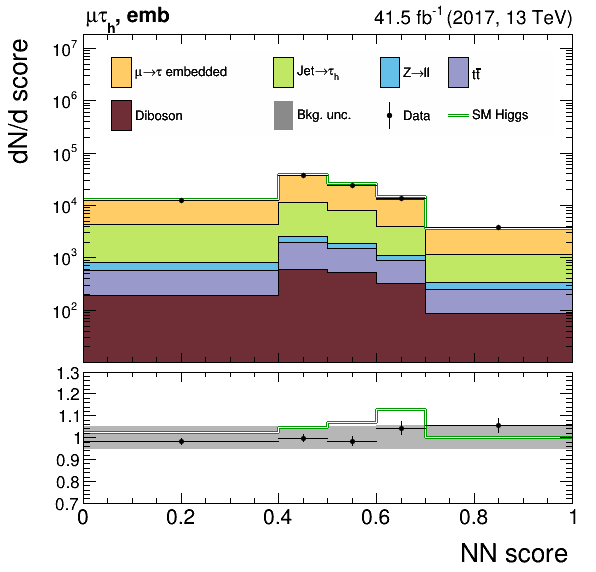 μτh, emb 41.5 fb-1 (2017, 13 TeV)
dN/d score
10^7
10^6
10^5
10^4
10^3
10^2
μ→τ embedded Jet→τh Z→ll tt̅
Diboson Bkg. unc. Data SM Higgs
1.3
1.2
1.1
1
0.9
0.8
0.7
0 0.2 0.4 0.6 0.8 1
NN score